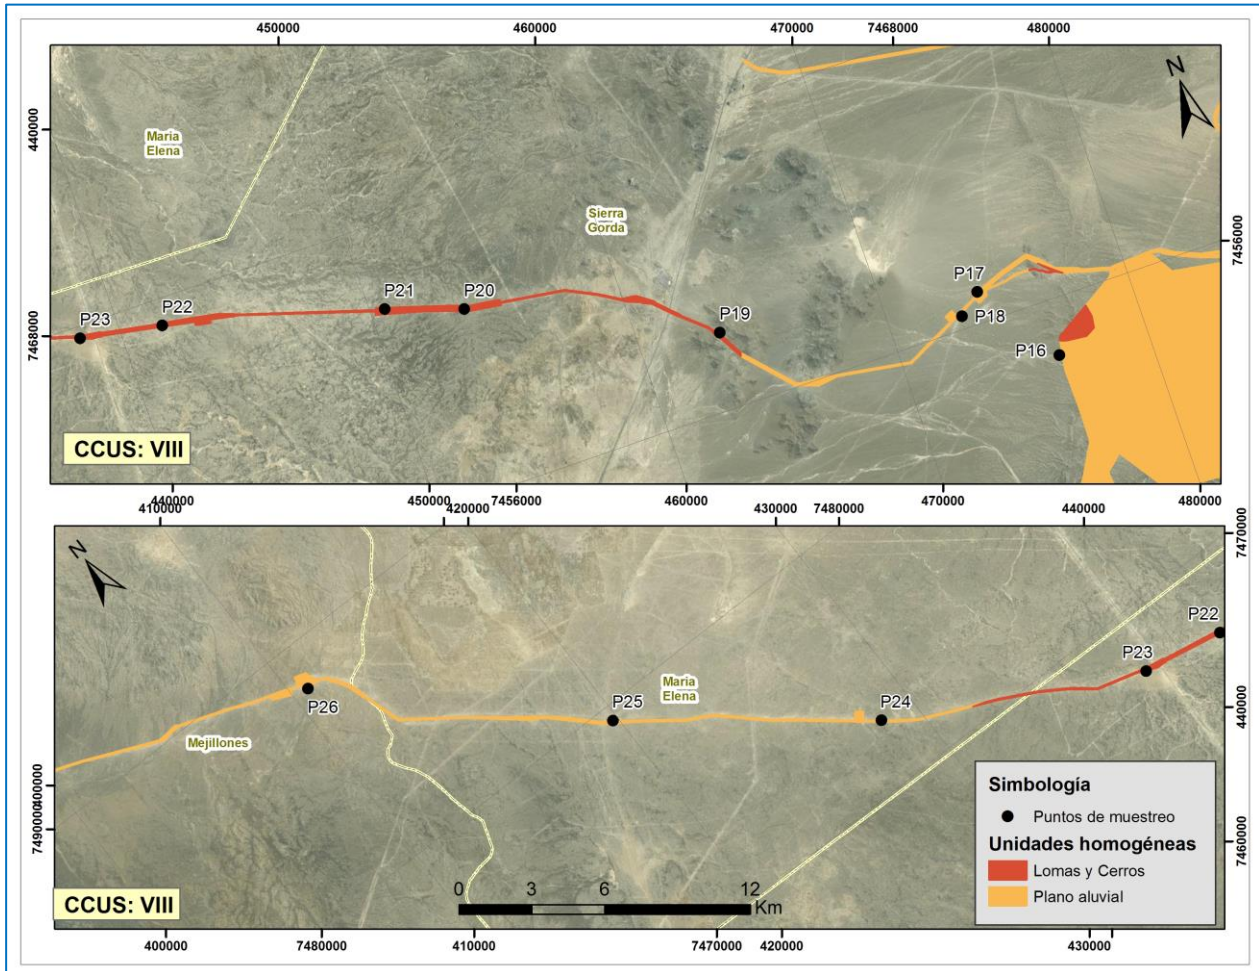 450000
460000
470000
7468000
480000
N
440000
Maria
Elena
Sierra
Gorda
7456000
P17
P21
P20
P22
P18
P23
P19
7468000
P16
CCUS: VIII
440000
450000
7456000
460000
470000
480000
410000
420000
430000
7480000
440000
7470000
N
P22
P23
Maria
Elena
P26
P25
P24
Mejillones
440000
400000
7490000
7460000
Simbología
Puntos de muestreo
Unidades homogéneas
Lomas y Cerros
Plano aluvial
0 3 6 12
Km
CCUS: VIII
400000
7480000
410000
7470000
420000
430000